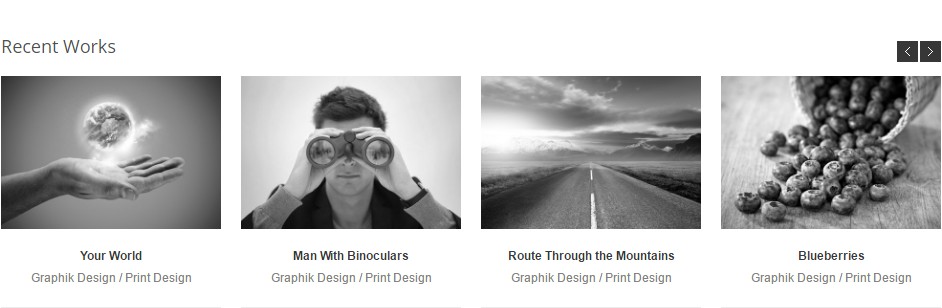 Recent Works
Your World
Graphik Design / Print Design
Man With Binoculars
Graphik Design / Print Design
Route Through the Mountains
Graphik Design / Print Design
Blueberries
Graphik Design / Print Design